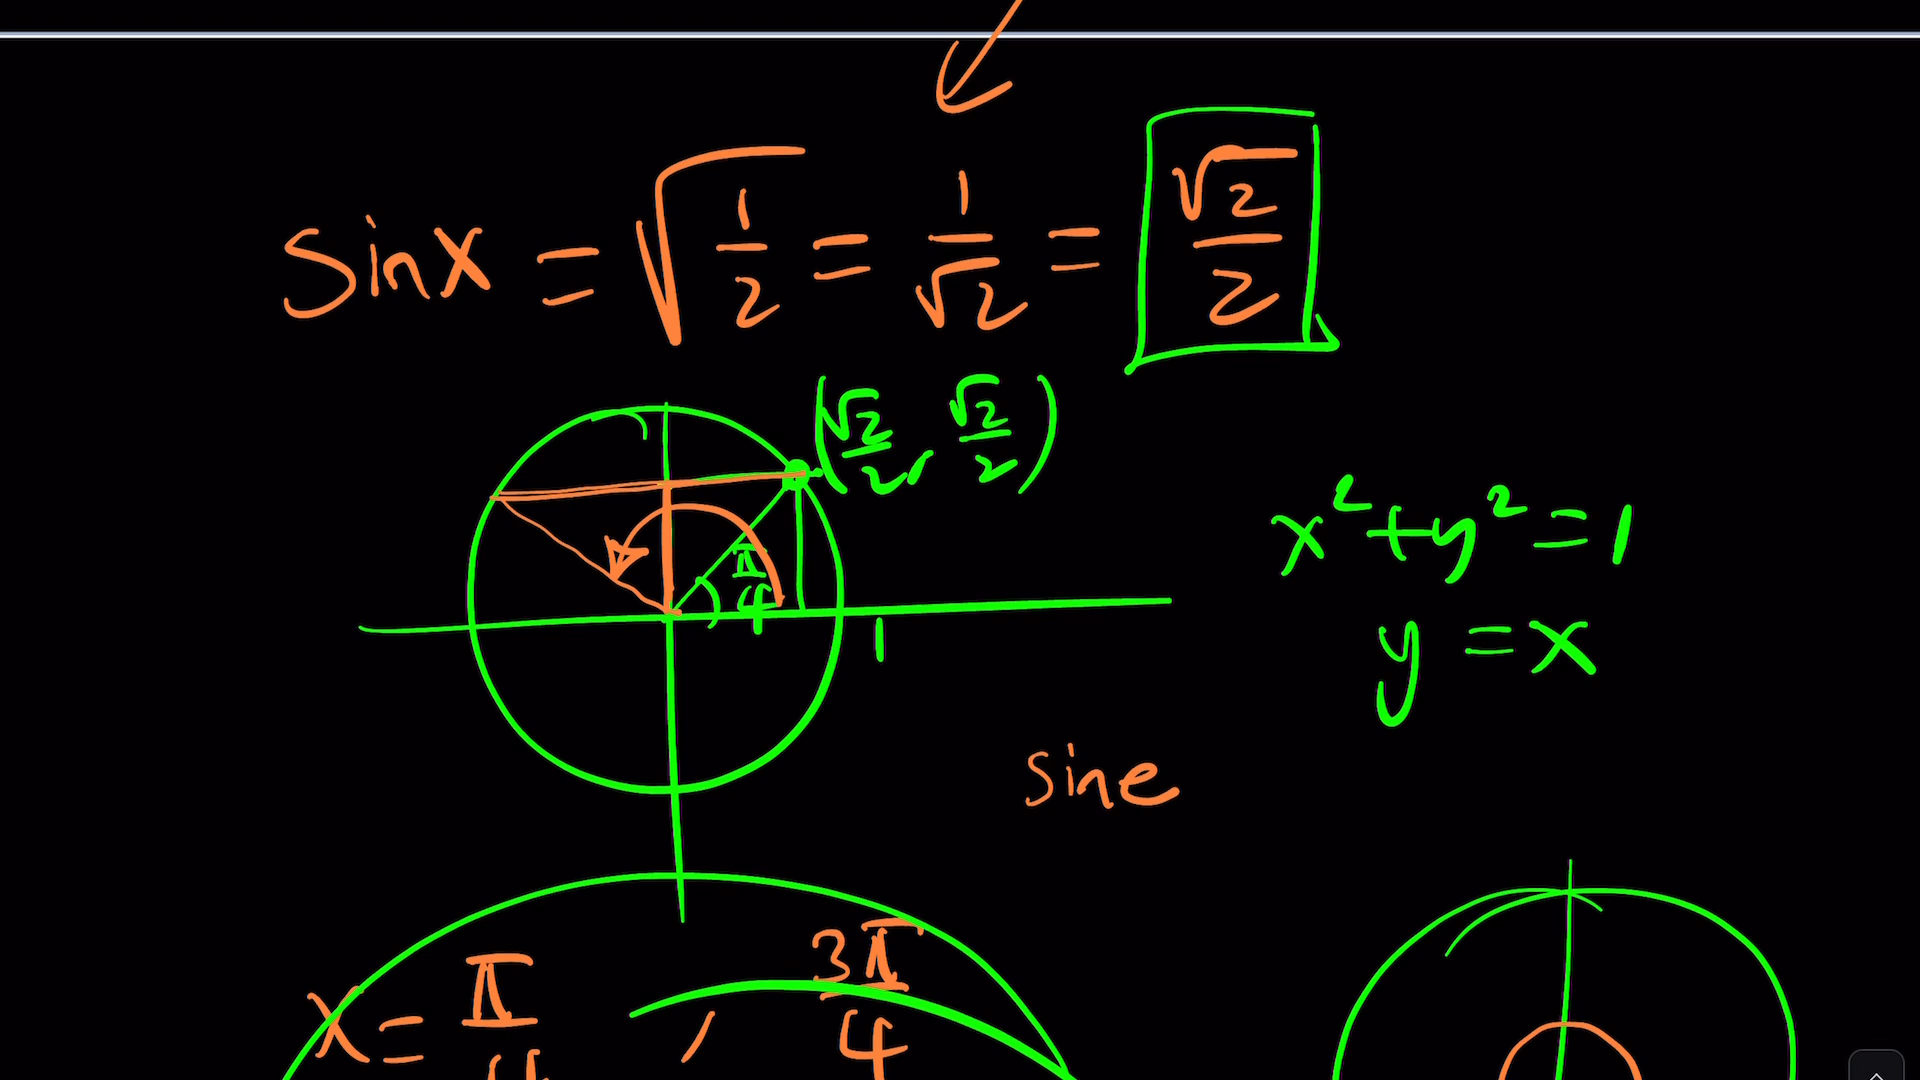 sinx = √(1/2) = 1/√2 = √2/2
(√2/2, √2/2)
x² + y² = 1
π/4
1
y = x
sine
x = π/4, 3π/4